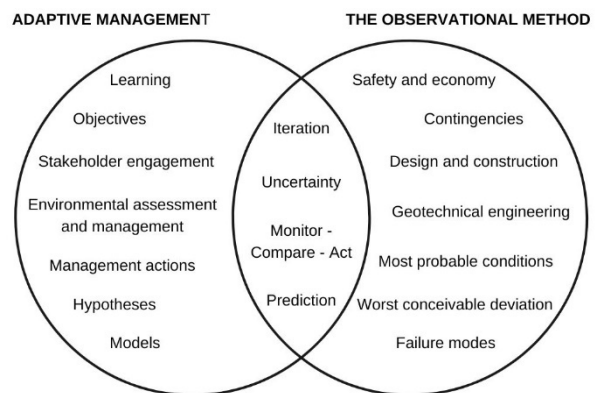 ADAPTIVE MANAGEMENT
THE OBSERVATIONAL METHOD
Learning
Objectives
Stakeholder engagement
Environmental assessment
and management
Management actions
Hypotheses
Models
Iteration
Uncertainty
Monitor -
Compare - Act
Prediction
Safety and economy
Contingencies
Design and construction
Geotechnical engineering
Most probable conditions
Worst conceivable deviation
Failure modes